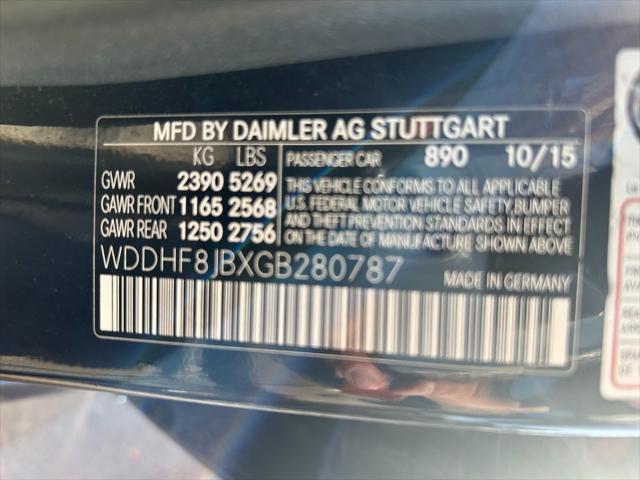 MFD BY DAIMLER AG STUTTGART
KG LBS PASSENGER CAR 890 10/15
GVWR 2390 5269 THIS VEHICLE CONFORMS TO ALL APPLICABLE
GAWR FRONT 1165 2568 U.S. FEDERAL MOTOR VEHICLE SAFETY, BUMPER
GAWR REAR 1250 2756 AND THEFT PREVENTION STANDARDS IN EFFECT
ON THE DATE OF MANUFACTURE SHOWN ABOVE.
WDDHF8JBXGB280787 MADE IN GERMANY